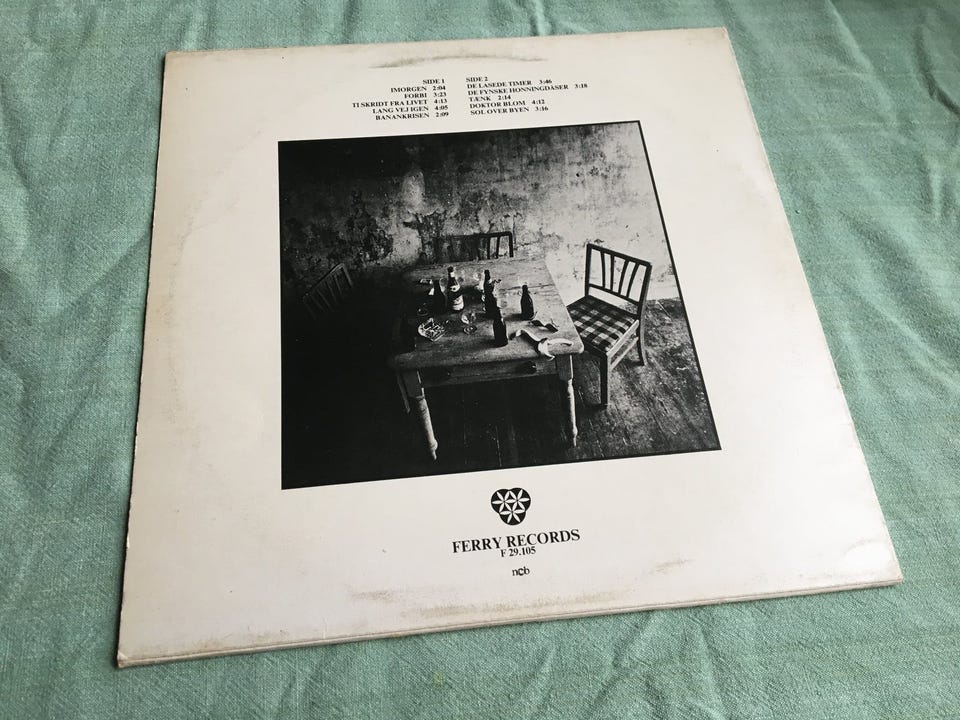 SIDE 1
IMORGEN 2:04
FORBI 3:23
TI SKRIDT FRA LIVET 4:13
LANG VEJ IGEN 4:05
BANANKRISEN 2:09
SIDE 2
DE LASEDE TIMER 3:46
DE FYNSKE HONNINGDÅSER 3:18
TÆNK 2:14
DOKTOR BLOM 4:12
SOL OVER BYEN 3:16
FERRY RECORDS
F 29.105
ncb